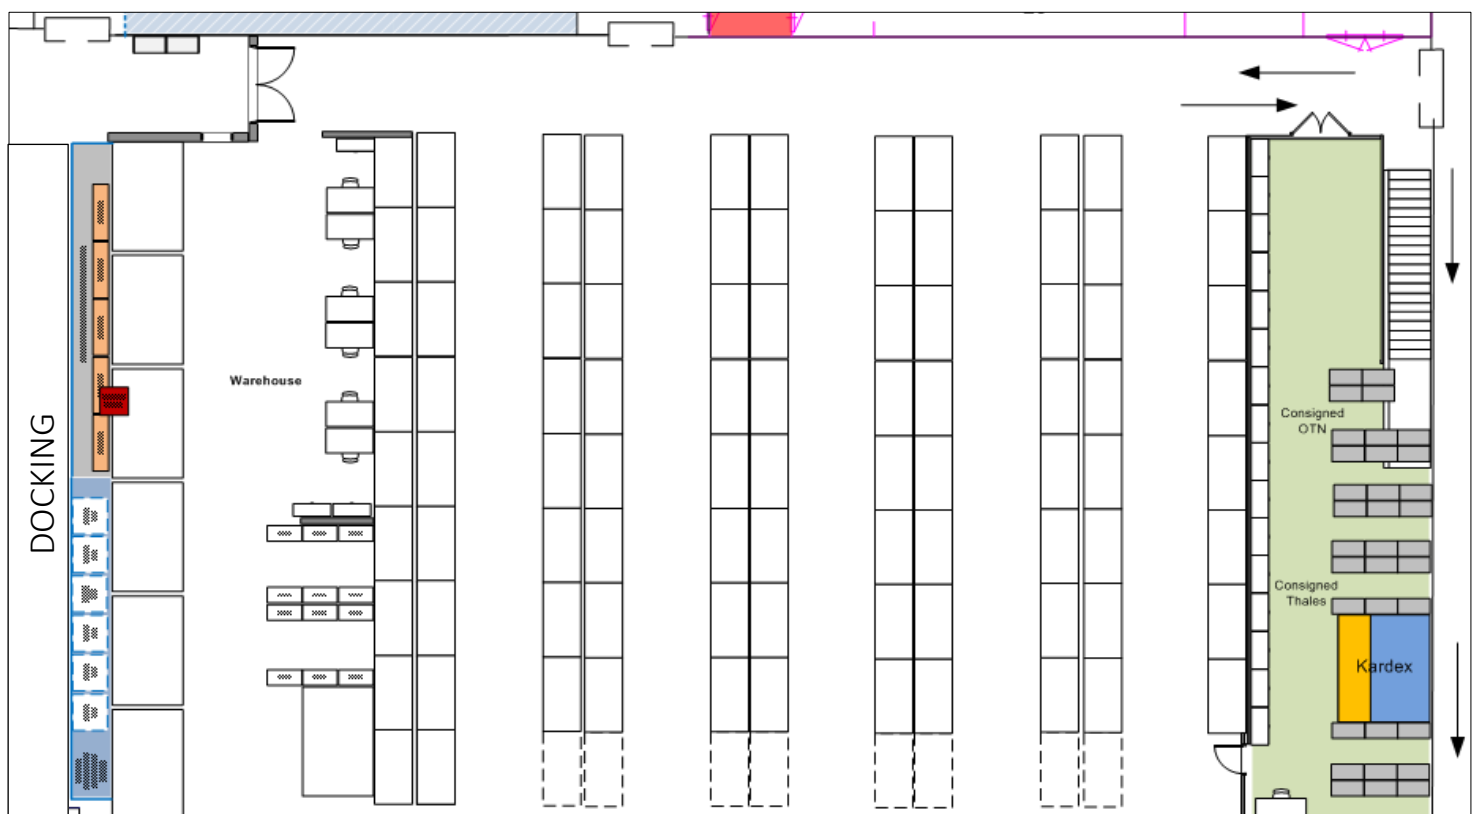 Warehouse
DOCKING
Consigned
OTN
Consigned
Thales
Kardex